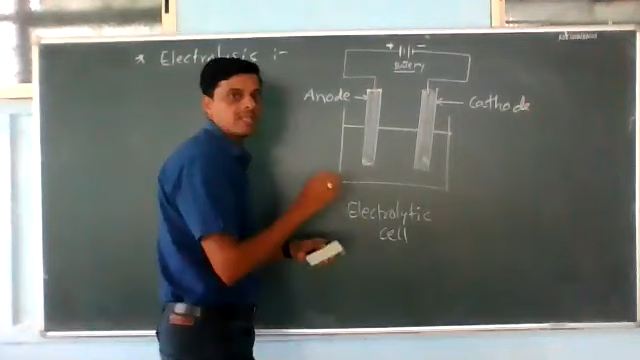 * Electrolysis :-
+ -
Battery
Anode
Cathode
Electrolytic
cell